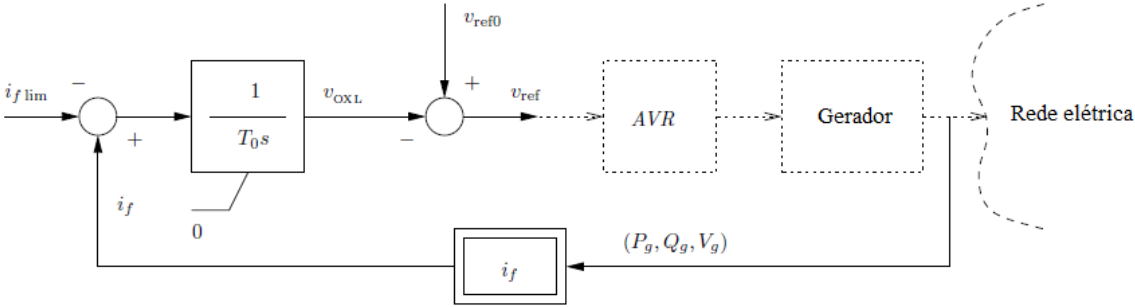 v_ref0
−
+
i_f lim
1
T_0 s
v_OXL
v_ref
AVR
Gerador
Rede elétrica
+
−
i_f
0
(P_g, Q_g, V_g)
i_f